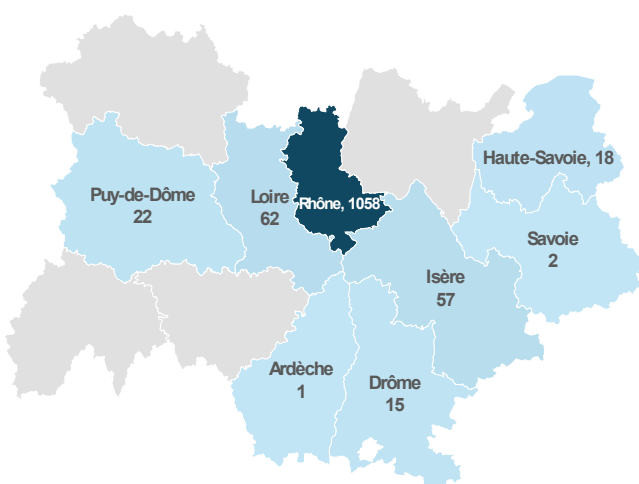 Haute-Savoie, 18
Puy-de-Dôme
22
Loire
62
Rhône, 1058
Savoie
2
Isère
57
Ardèche
1
Drôme
15